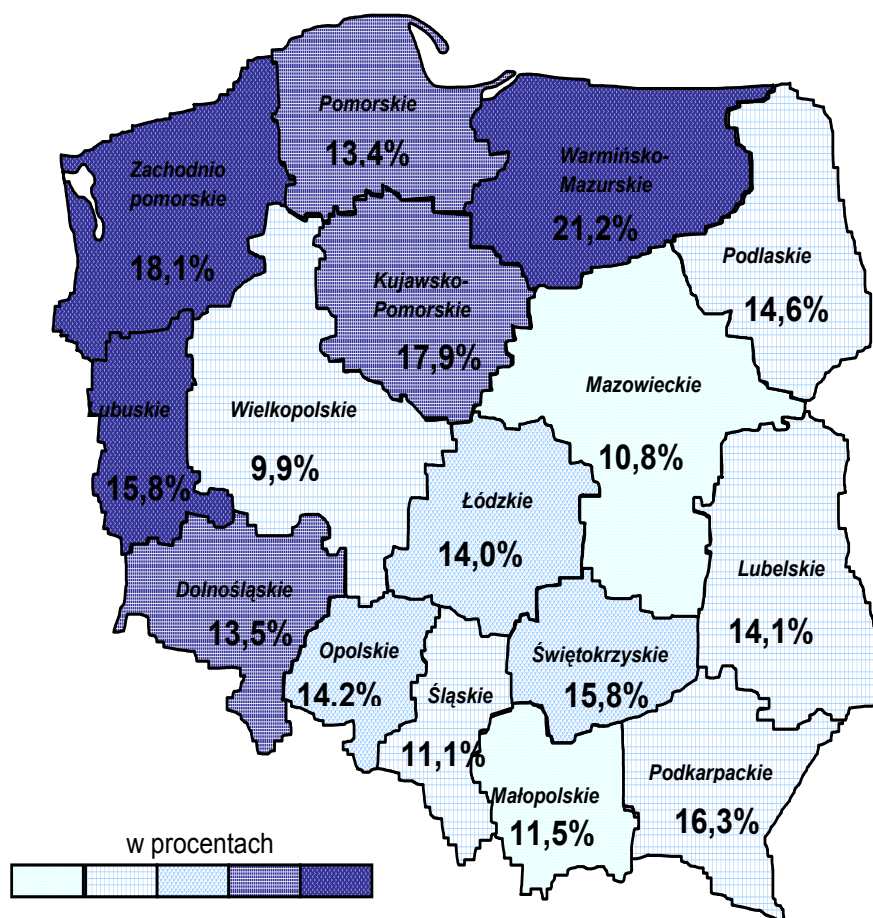 Pomorskie
13,4%
Zachodnio
pomorskie
18,1%
Warmińsko-
Mazurskie
21,2%
Podlaskie
14,6%
Kujawsko-
Pomorskie
17,9%
Lubuskie
15,8%
Wielkopolskie
9,9%
Mazowieckie
10,8%
Łódzkie
14,0%
Lubelskie
14,1%
Dolnośląskie
13,5%
Opolskie
14.2%
Śląskie
11,1%
Świętokrzyskie
15,8%
Małopolskie
11,5%
Podkarpackie
16,3%
w procentach